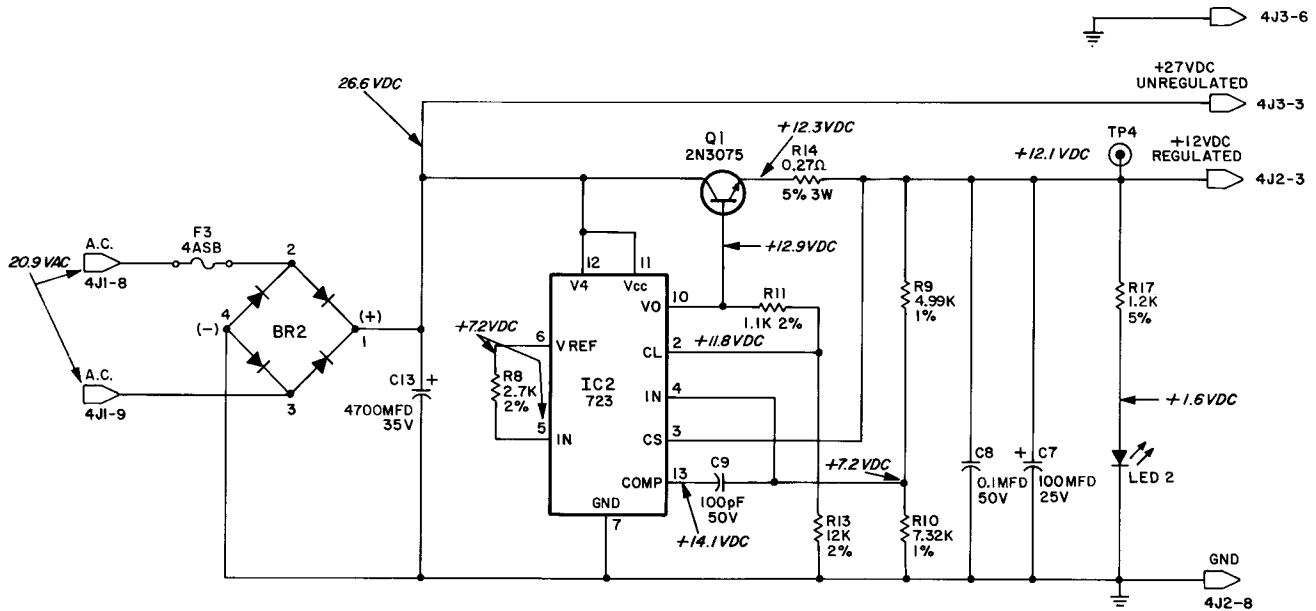 4J3-6
+27VDC
UNREGULATED
4J3-3
26.6 VDC
Q1
2N3075
+12.3VDC
R14
0.27Ω
5% 3W
TP4
+12.1VDC
+12VDC
REGULATED
4J2-3
+12.9VDC
A.C.
4J1-8
F3
4ASB
20.9 VAC
A.C.
4J1-9
2
4
(-)
BR2
(+)
1
3
C13
+
4700MFD
35V
12
11
V4
Vcc
10
VO
R11
1.1K 2%
+7.2VDC
6
V REF
2
CL
+11.8VDC
R8
2.7K
2%
IC2
723
4
IN
5
IN
3
CS
13
COMP
C9
100pF
50V
+7.2VDC
+14.1VDC
GND
7
R9
4.99K
1%
R13
12K
2%
R10
7.32K
1%
C8
0.1MFD
50V
+
C7
100MFD
25V
R17
1.2K
5%
+1.6VDC
LED 2
GND
4J2-8